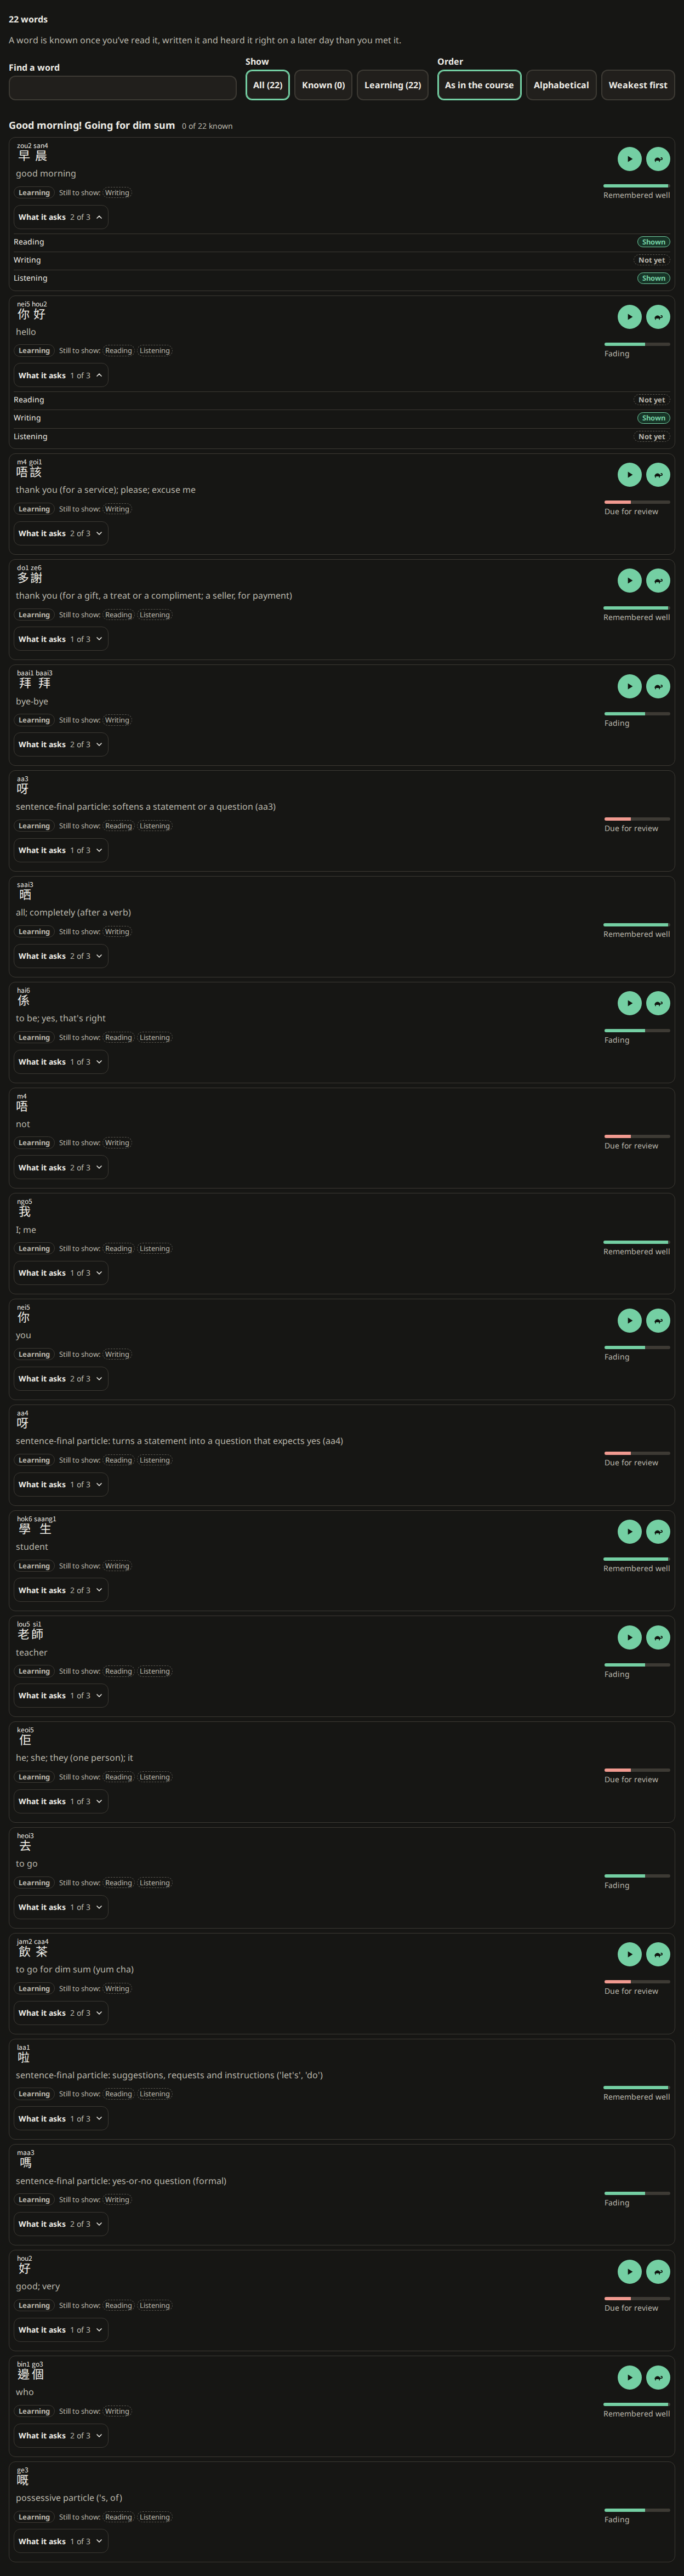 22 words
A word is known once you've read it, written it and heard it right on a later day than you met it.
Find a word
Show
All (22) Known (0) Learning (22)
Order
As in the course Alphabetical Weakest first
Good morning! Going for dim sum 0 of 22 known
zou2 san4
早晨
good morning
Learning Still to show: Writing
Remembered well
What it asks 2 of 3
Reading Shown
Writing Not yet
Listening Shown
nei5 hou2
你好
hello
Learning Still to show: Reading Listening
Fading
What it asks 1 of 3
Reading Not yet
Writing Shown
Listening Not yet
m4 goi1
唔該
thank you (for a service); please; excuse me
Learning Still to show: Writing
Due for review
What it asks 2 of 3
do1 ze6
多謝
thank you (for a gift, a treat or a compliment; a seller, for payment)
Learning Still to show: Reading Listening
Remembered well
What it asks 1 of 3
baai1 baai3
拜拜
bye-bye
Learning Still to show: Writing
Fading
What it asks 2 of 3
aa3
呀
sentence-final particle: softens a statement or a question (aa3)
Learning Still to show: Reading Listening
Due for review
What it asks 1 of 3
saai3
晒
all; completely (after a verb)
Learning Still to show: Writing
Remembered well
What it asks 2 of 3
hai6
係
to be; yes, that's right
Learning Still to show: Reading Listening
Fading
What it asks 1 of 3
m4
唔
not
Learning Still to show: Writing
Due for review
What it asks 2 of 3
ngo5
我
I; me
Learning Still to show: Reading Listening
Remembered well
What it asks 1 of 3
nei5
你
you
Learning Still to show: Writing
Fading
What it asks 2 of 3
aa4
呀
sentence-final particle: turns a statement into a question that expects yes (aa4)
Learning Still to show: Reading Listening
Due for review
What it asks 1 of 3
hok6 saang1
學生
student
Learning Still to show: Writing
Remembered well
What it asks 2 of 3
lou5 si1
老師
teacher
Learning Still to show: Reading Listening
Fading
What it asks 1 of 3
keoi5
佢
he; she; they (one person); it
Learning Still to show: Reading Listening
Due for review
What it asks 1 of 3
heoi3
去
to go
Learning Still to show: Reading Listening
Fading
What it asks 1 of 3
jam2 caa4
飲茶
to go for dim sum (yum cha)
Learning Still to show: Writing
Due for review
What it asks 2 of 3
laa1
啦
sentence-final particle: suggestions, requests and instructions ('let's', 'do')
Learning Still to show: Reading Listening
Remembered well
What it asks 1 of 3
maa3
嗎
sentence-final particle: yes-or-no question (formal)
Learning Still to show: Writing
Fading
What it asks 2 of 3
hou2
好
good; very
Learning Still to show: Reading Listening
Due for review
What it asks 1 of 3
bin1 go3
邊個
who
Learning Still to show: Writing
Remembered well
What it asks 2 of 3
ge3
嘅
possessive particle ('s, of)
Learning Still to show: Reading Listening
Fading
What it asks 1 of 3